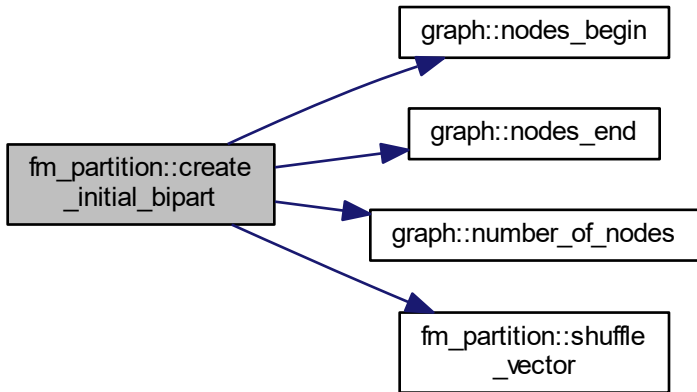 graph::nodes_begin
graph::nodes_end
fm_partition::create
_initial_bipart
graph::number_of_nodes
fm_partition::shuffle
_vector